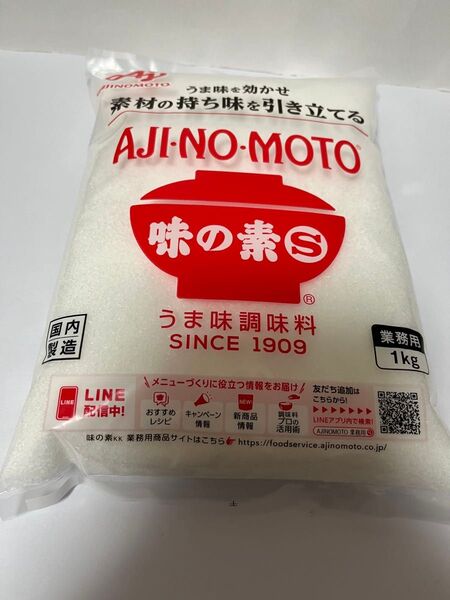 AJINOMOTO
うま味を効かせ
素材の持ち味を引き立てる
AJI-NO-MOTO®
味の素Ⓢ
®
うま味調味料
SINCE 1909
国内
製造
業務用
1kg
LINE
LINE
配信中!
メニューづくりに役立つ情報をお届け!
おすすめ
レシピ
キャンペーン
情報
NEW
新商品
情報
調味料
プロの
活用術
友だち追加は
こちらから!
LINEアプリ内で検索!
AJINOMOTO 業務用
味の素KK 業務用商品サイトはこちら https://foodservice.ajinomoto.co.jp/